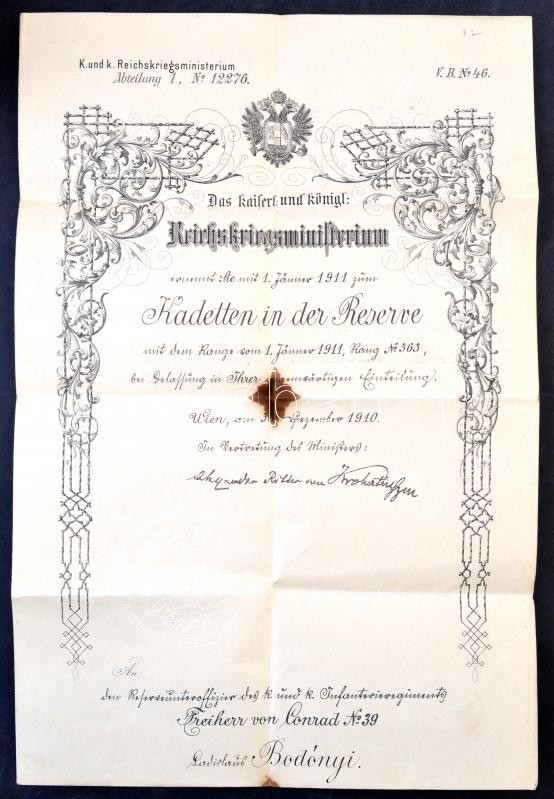 32
K. und k. Reichskriegsministerium
Abteilung 1, No 12276.
V. B. No 46.
Das kaiserl: und königl:
Reichskriegsministerium
ernennt Sie mit 1. Jänner 1911 zum
Kadetten in der Reserve
mit dem Range vom 1. Jänner 1911, Rang No 363,
bei Belassung in Ihrer Einteilung.
Wien, am Dezember 1910.
In Vertretung des Ministers:
Ritter von
An
den Reserveunteroffizier des k. und k. Infanterieregiments
Freiherr von Conrad No 39
Ladislaus Bodónyi.